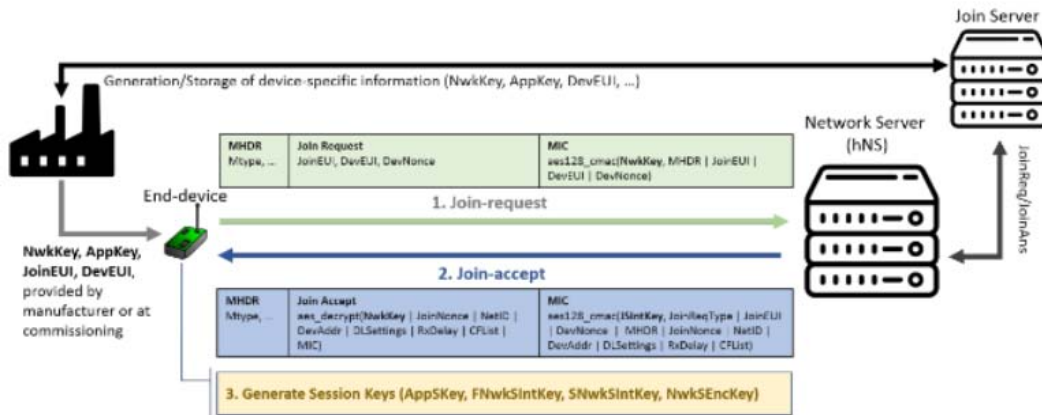 Join Server
Generation/Storage of device-specific information (NwkKey, AppKey, DevEUI, ...)
Network Server
(hNS)
JoinReq/JoinAns
MHDR
Mtype, ...
Join Request
JoinEUI, DevEUI, DevNonce
MIC
aes128_cmac(NwkKey, MHDR | JoinEUI |
DevEUI | DevNonce)
End-device
1. Join-request
NwkKey, AppKey,
JoinEUI, DevEUI,
provided by
manufacturer or at
commissioning
2. Join-accept
MHDR
Mtype, ...
Join Accept
aes_decrypt(NwkKey | JoinNonce | NetID |
DevAddr | DLSettings | RxDelay | CFList |
MIC)
MIC
aes128_cmac(JSIntKey, JoinReqType | JoinEUI
| DevNonce | MHDR | JoinNonce | NetID |
DevAddr | DLSettings | RxDelay | CFList)
3. Generate Session Keys (AppSKey, FNwkSIntKey, SNwkSIntKey, NwkSEncKey)